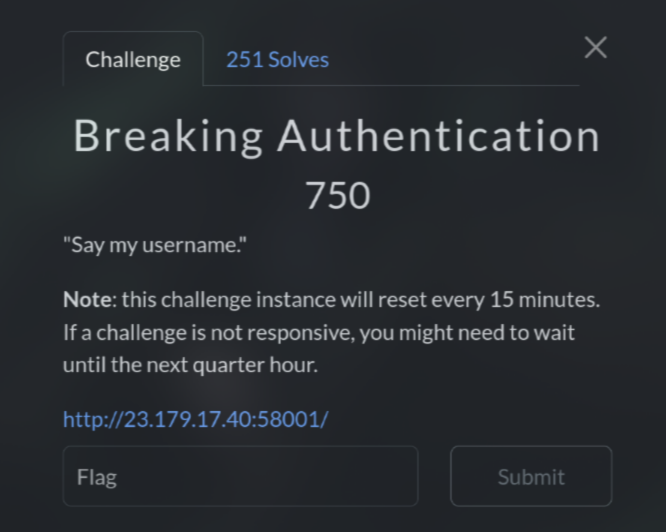 Challenge 251 Solves
Breaking Authentication
750
"Say my username."
Note: this challenge instance will reset every 15 minutes.
If a challenge is not responsive, you might need to wait
until the next quarter hour.
http://23.179.17.40:58001/
Flag Submit